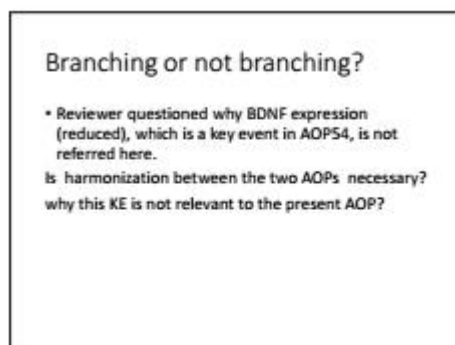 Branching or not branching?
• Reviewer questioned why BDNF expression
(reduced), which is a key event in AOP54, is not
referred here.
Is harmonization between the two AOPs necessary?
why this KE is not relevant to the present AOP?